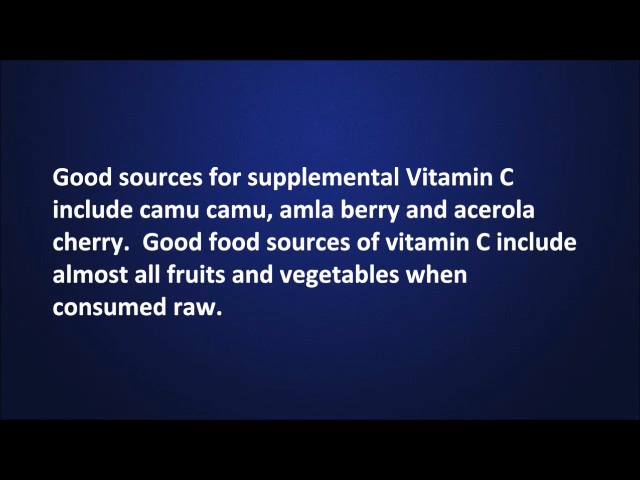 Good sources for supplemental Vitamin C
include camu camu, amla berry and acerola
cherry.  Good food sources of vitamin C include
almost all fruits and vegetables when
consumed raw.